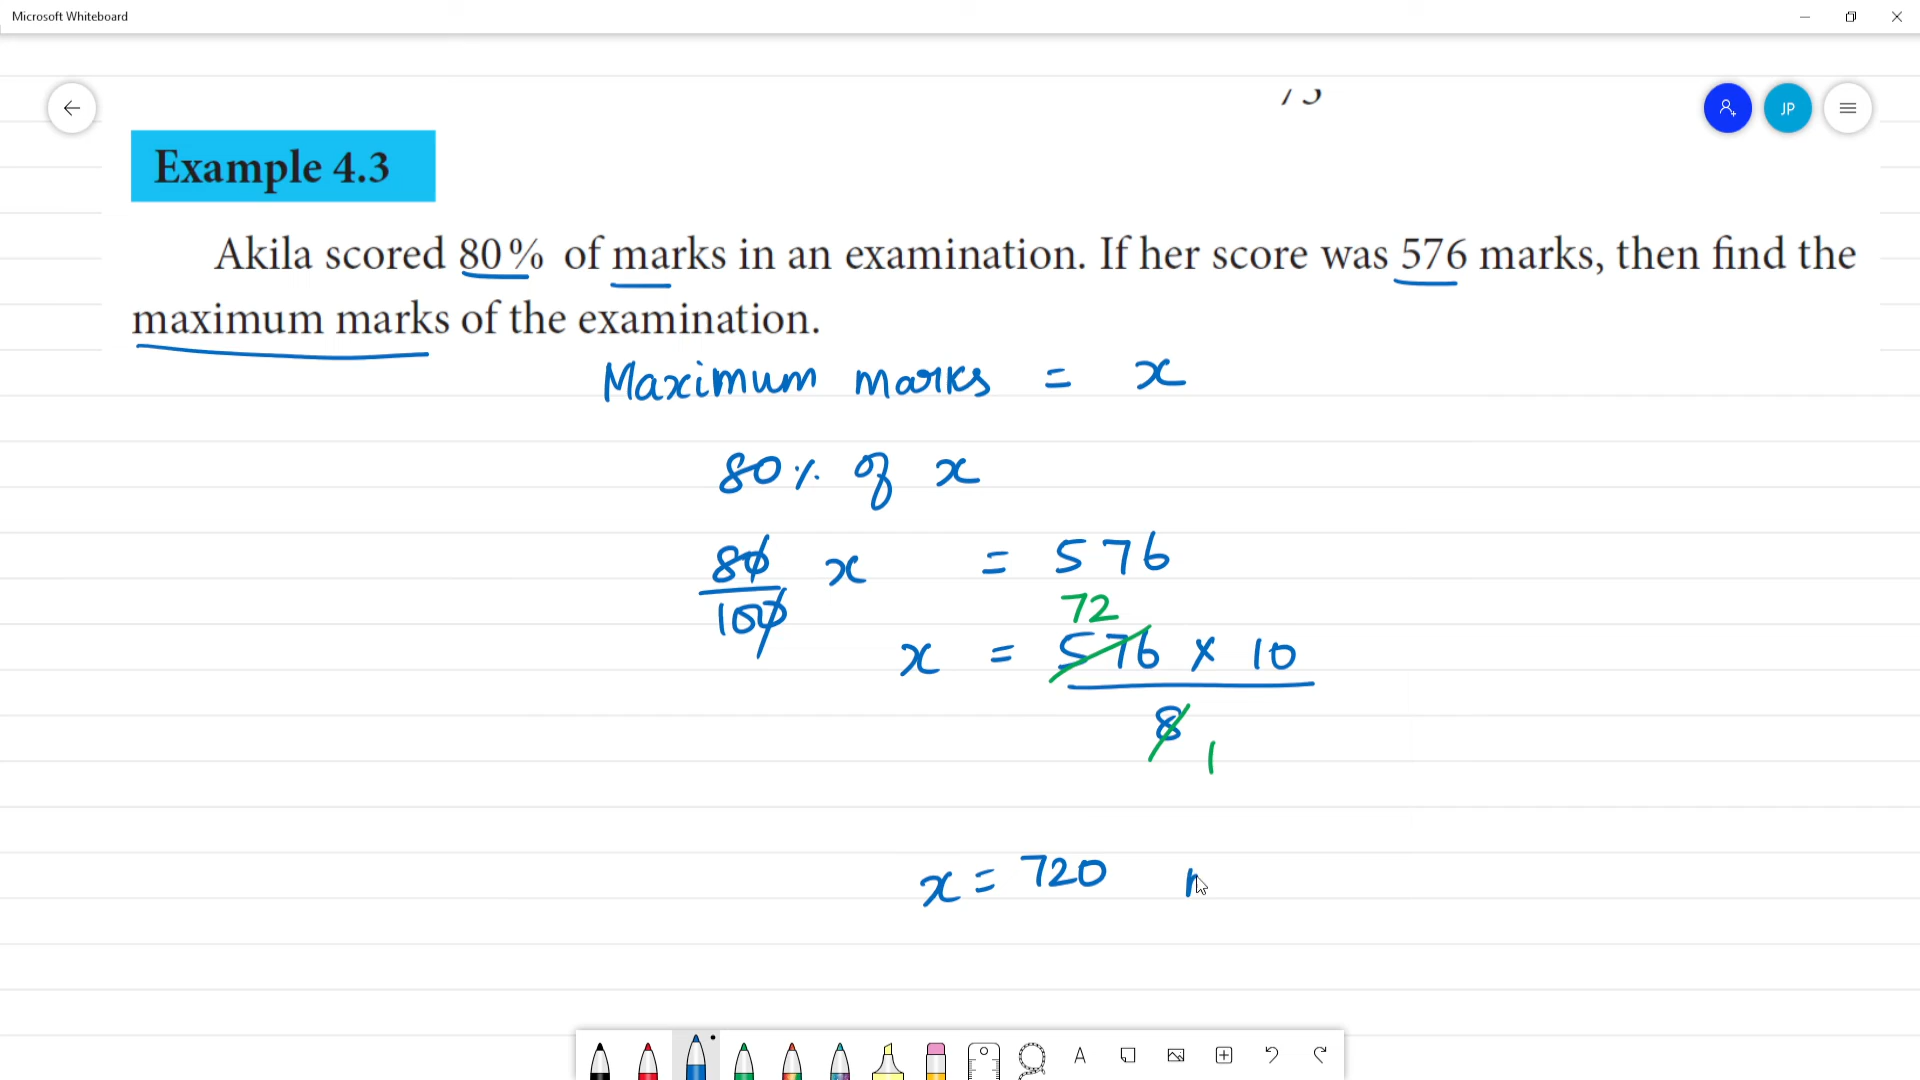 Microsoft Whiteboard
JP
Example 4.3
Akila scored 80% of marks in an examination. If her score was 576 marks, then find the
maximum marks of the examination.
Maximum marks = x
80% of x
80/100 x = 576
72
x = 576 x 10
8
1
x = 720
A